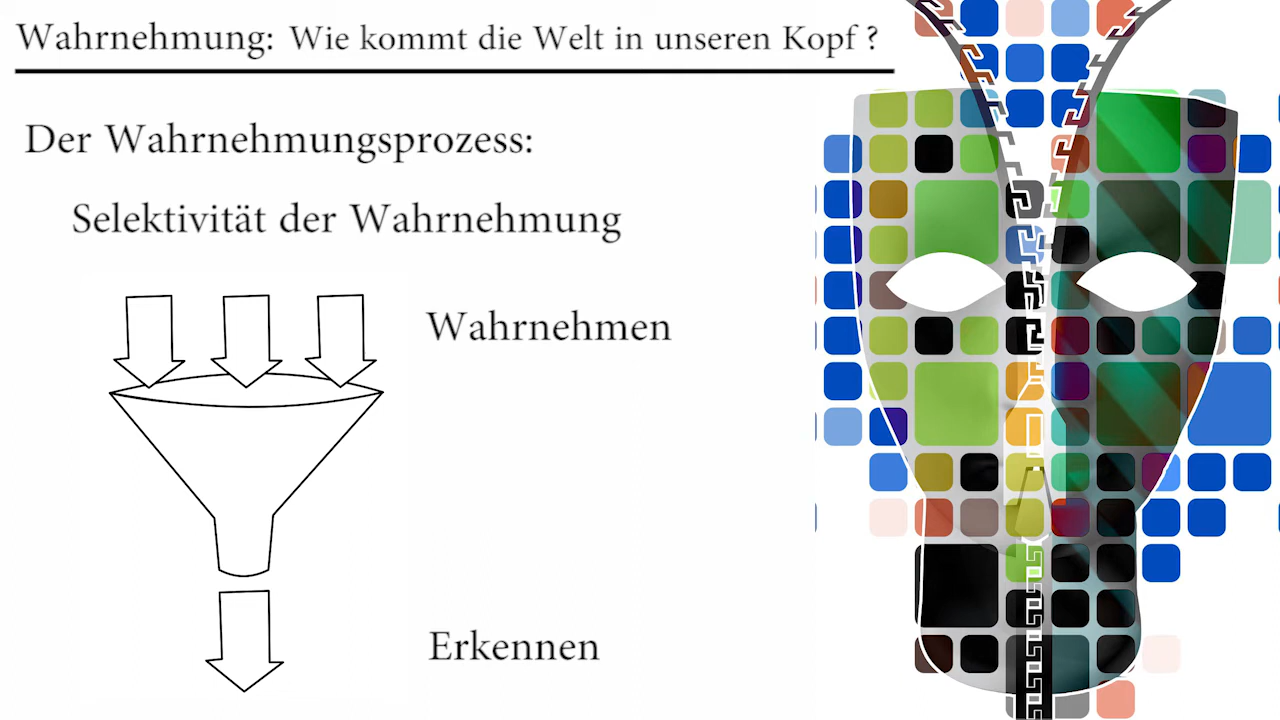 Wahrnehmung: Wie kommt die Welt in unseren Kopf ?
Der Wahrnehmungsprozess:
Selektivität der Wahrnehmung
Wahrnehmen
Erkennen